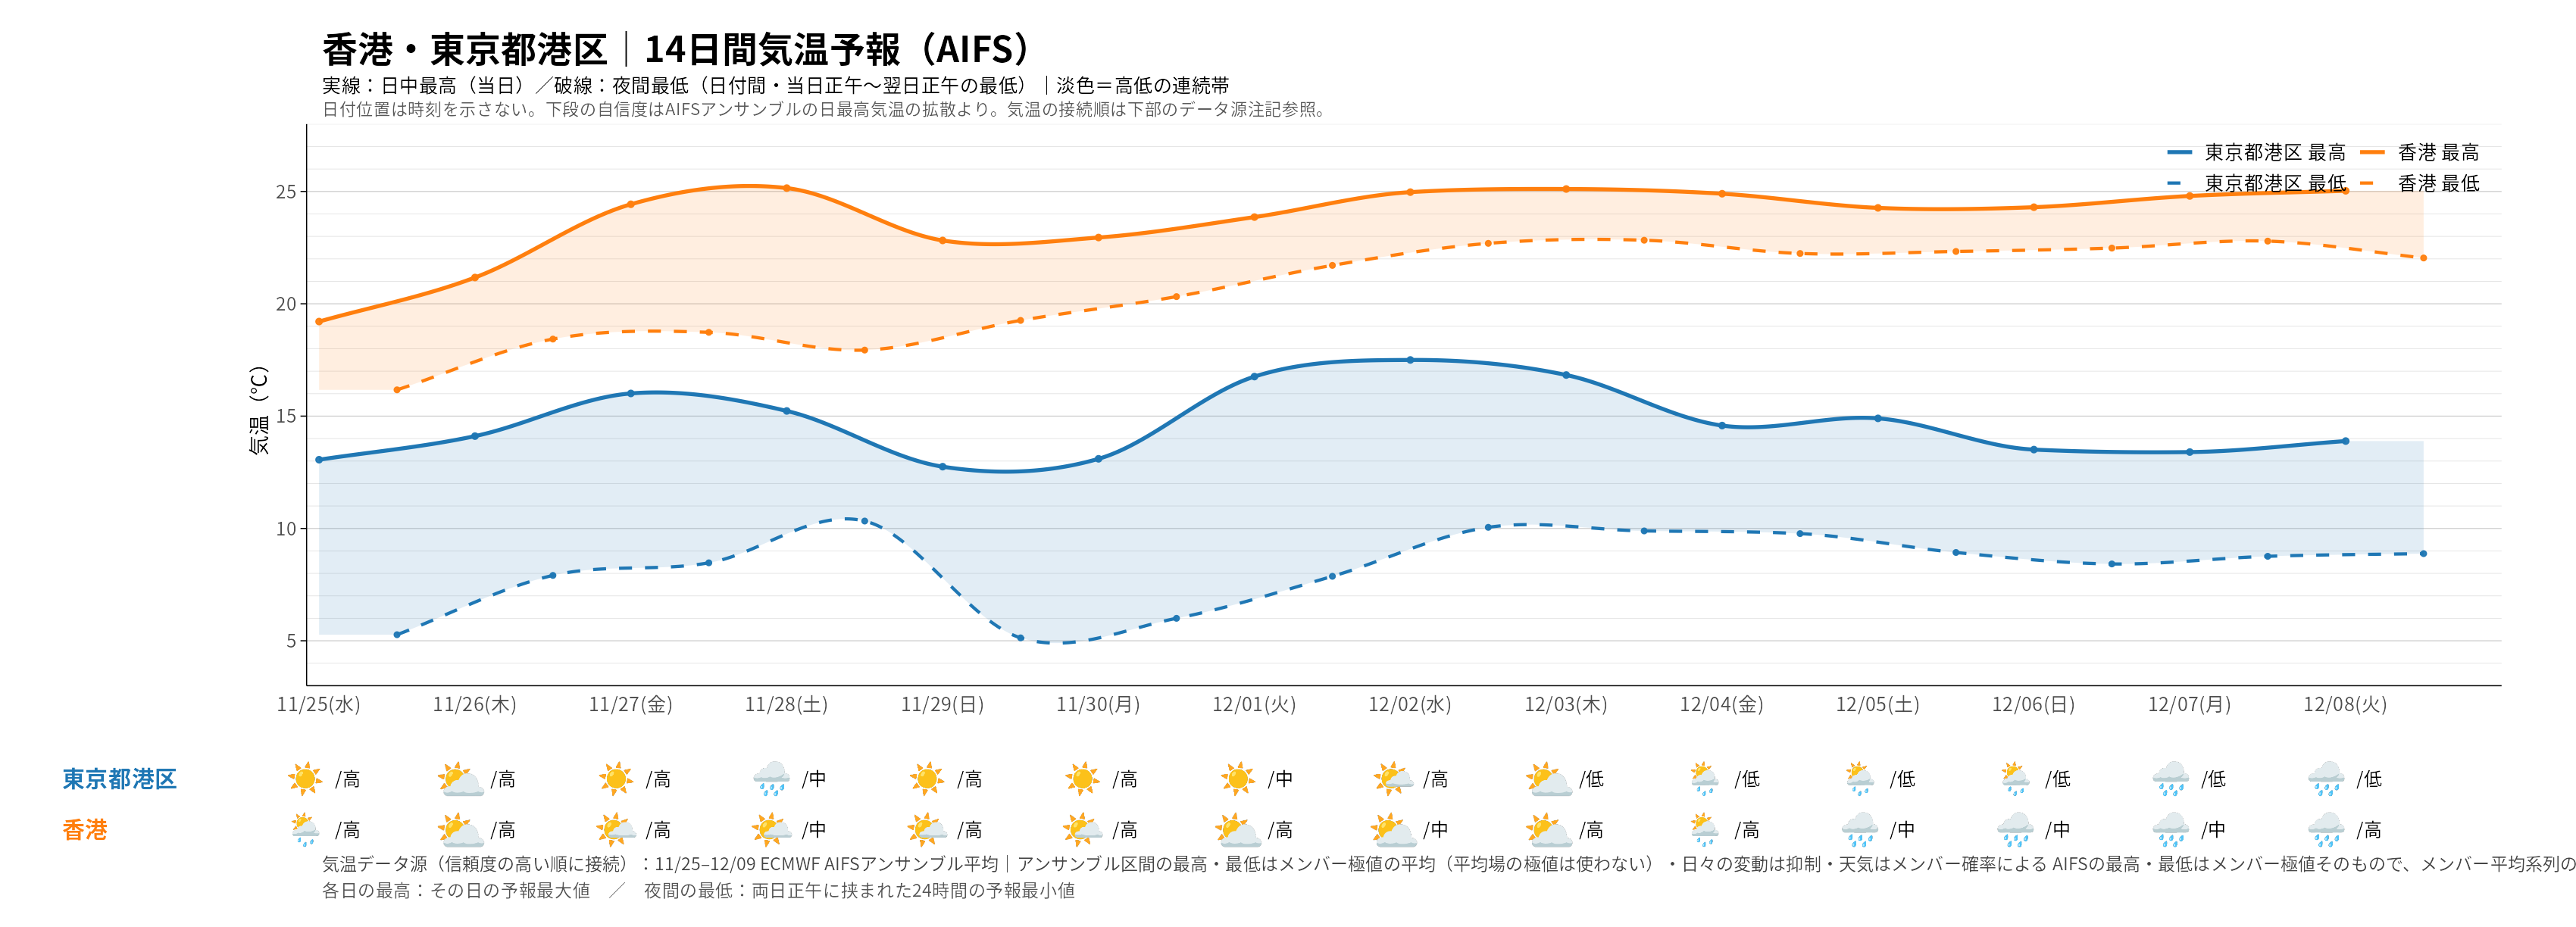 香港・東京都港区｜14日間気温予報（AIFS）
実線：日中最高（当日）／破線：夜間最低（日付間・当日正午～翌日正午の最低）｜淡色＝高低の連続帯
日付位置は時刻を示さない。下段の自信度はAIFSアンサンブルの日最高気温の拡散より。気温の接続順は下部のデータ源注記参照。
東京都港区 最高 香港 最高
東京都港区 最低 香港 最低
気温（°C）
25
20
15
10
5
11/25(水) 11/26(木) 11/27(金) 11/28(土) 11/29(日) 11/30(月) 12/01(火) 12/02(水) 12/03(木) 12/04(金) 12/05(土) 12/06(日) 12/07(月) 12/08(火)
東京都港区 /高 /高 /高 /中 /高 /高 /中 /高 /低 /低 /低 /低 /低 /低
香港 /高 /高 /高 /中 /高 /高 /高 /中 /高 /高 /中 /中 /中 /高
気温データ源（信頼度の高い順に接続）：11/25–12/09 ECMWF AIFSアンサンブル平均｜アンサンブル区間の最高・最低はメンバー極値の平均（平均場の極値は使わない）・日々の変動は抑制・天気はメンバー確率による AIFSの最高・最低はメンバー極値そのもので、メンバー平均系列の
各日の最高：その日の予報最大値　／　夜間の最低：両日正午に挟まれた24時間の予報最小値